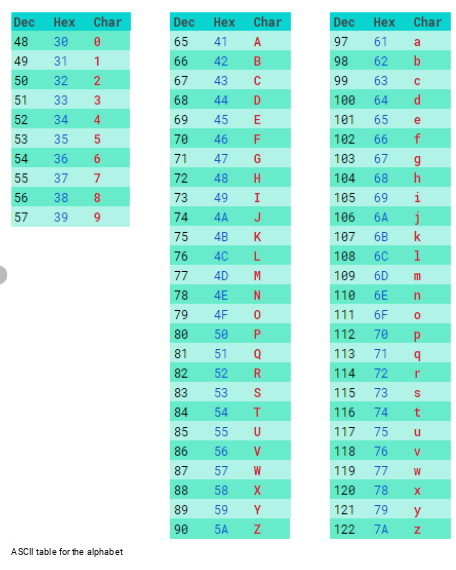 Dec Hex Char
48 30 0
49 31 1
50 32 2
51 33 3
52 34 4
53 35 5
54 36 6
55 37 7
56 38 8
57 39 9
Dec Hex Char
65 41 A
66 42 B
67 43 C
68 44 D
69 45 E
70 46 F
71 47 G
72 48 H
73 49 I
74 4A J
75 4B K
76 4C L
77 4D M
78 4E N
79 4F O
80 50 P
81 51 Q
82 52 R
83 53 S
84 54 T
85 55 U
86 56 V
87 57 W
88 58 X
89 59 Y
90 5A Z
Dec Hex Char
97 61 a
98 62 b
99 63 c
100 64 d
101 65 e
102 66 f
103 67 g
104 68 h
105 69 i
106 6A j
107 6B k
108 6C l
109 6D m
110 6E n
111 6F o
112 70 p
113 71 q
114 72 r
115 73 s
116 74 t
117 75 u
118 76 v
119 77 w
120 78 x
121 79 y
122 7A z
ASCII table for the alphabet